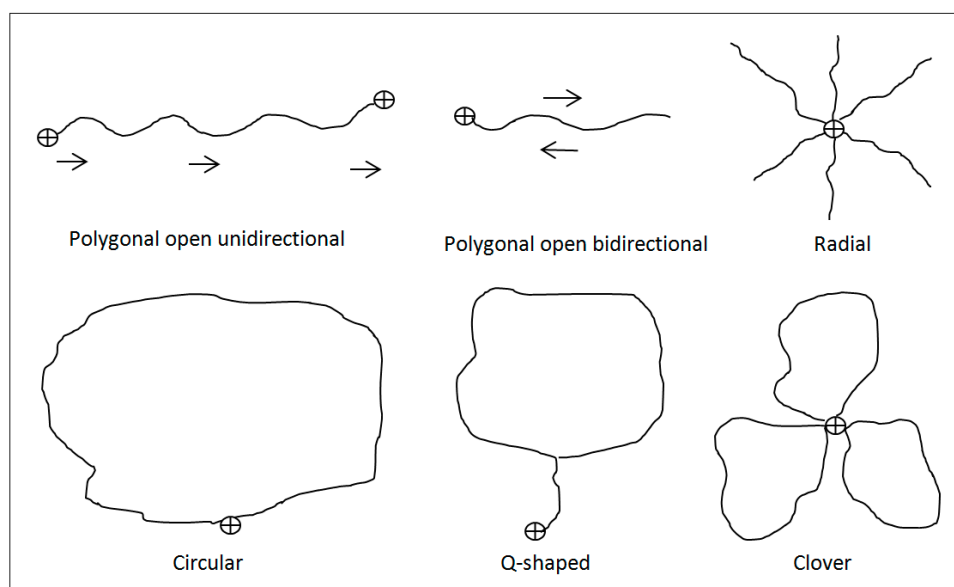 Polygonal open unidirectional
Polygonal open bidirectional
Radial
Circular
Q-shaped
Clover